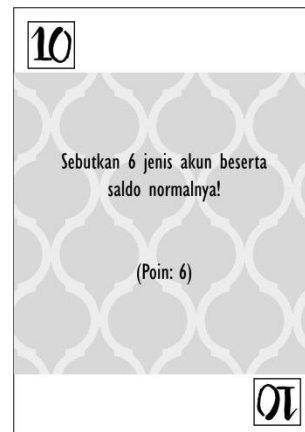 10
Sebutkan 6 jenis akun beserta
saldo normalnya!
(Poin: 6)
10